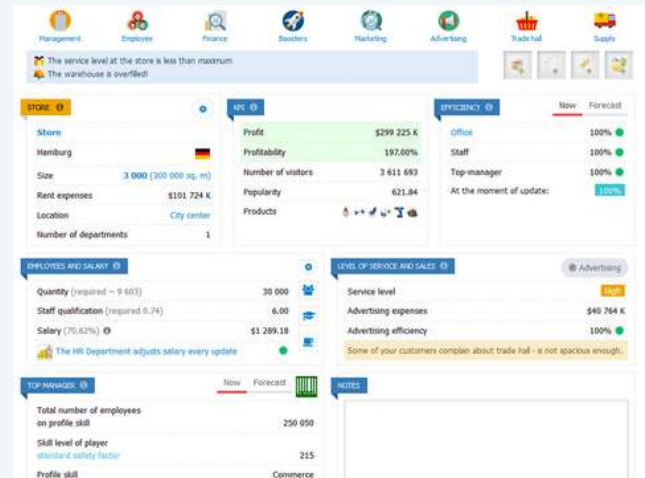 Management Employee Finance Boosters Marketing Advertising Trade hall Supply
The service level at the store is less than maximum
The warehouse is overfilled!
STORE
Store
Hamburg
Size 3 000 (300 000 sq. m)
Rent expenses $101 724 K
Location City center
Number of departments 1
KPI
Profit $299 225 K
Profitability 197.00%
Number of visitors 3 611 693
Popularity 621.84
Products
EFFICIENCY Now Forecast
Office 100%
Staff 100%
Top-manager 100%
At the moment of update: 100%
EMPLOYEES AND SALARY
Quantity (required ~ 9 603) 30 000
Staff qualification (required 0.74) 6.00
Salary (70,62%) $1 289.18
The HR Department adjusts salary every update
LEVEL OF SERVICE AND SALES Advertising
Service level High
Advertising expenses $40 764 K
Advertising efficiency 100%
Some of your customers complain about trade hall - is not spacious enough.
TOP MANAGER Now Forecast
Total number of employees
on profile skill 250 050
Skill level of player
standard safety factor 215
Profile skill Commerce
NOTES